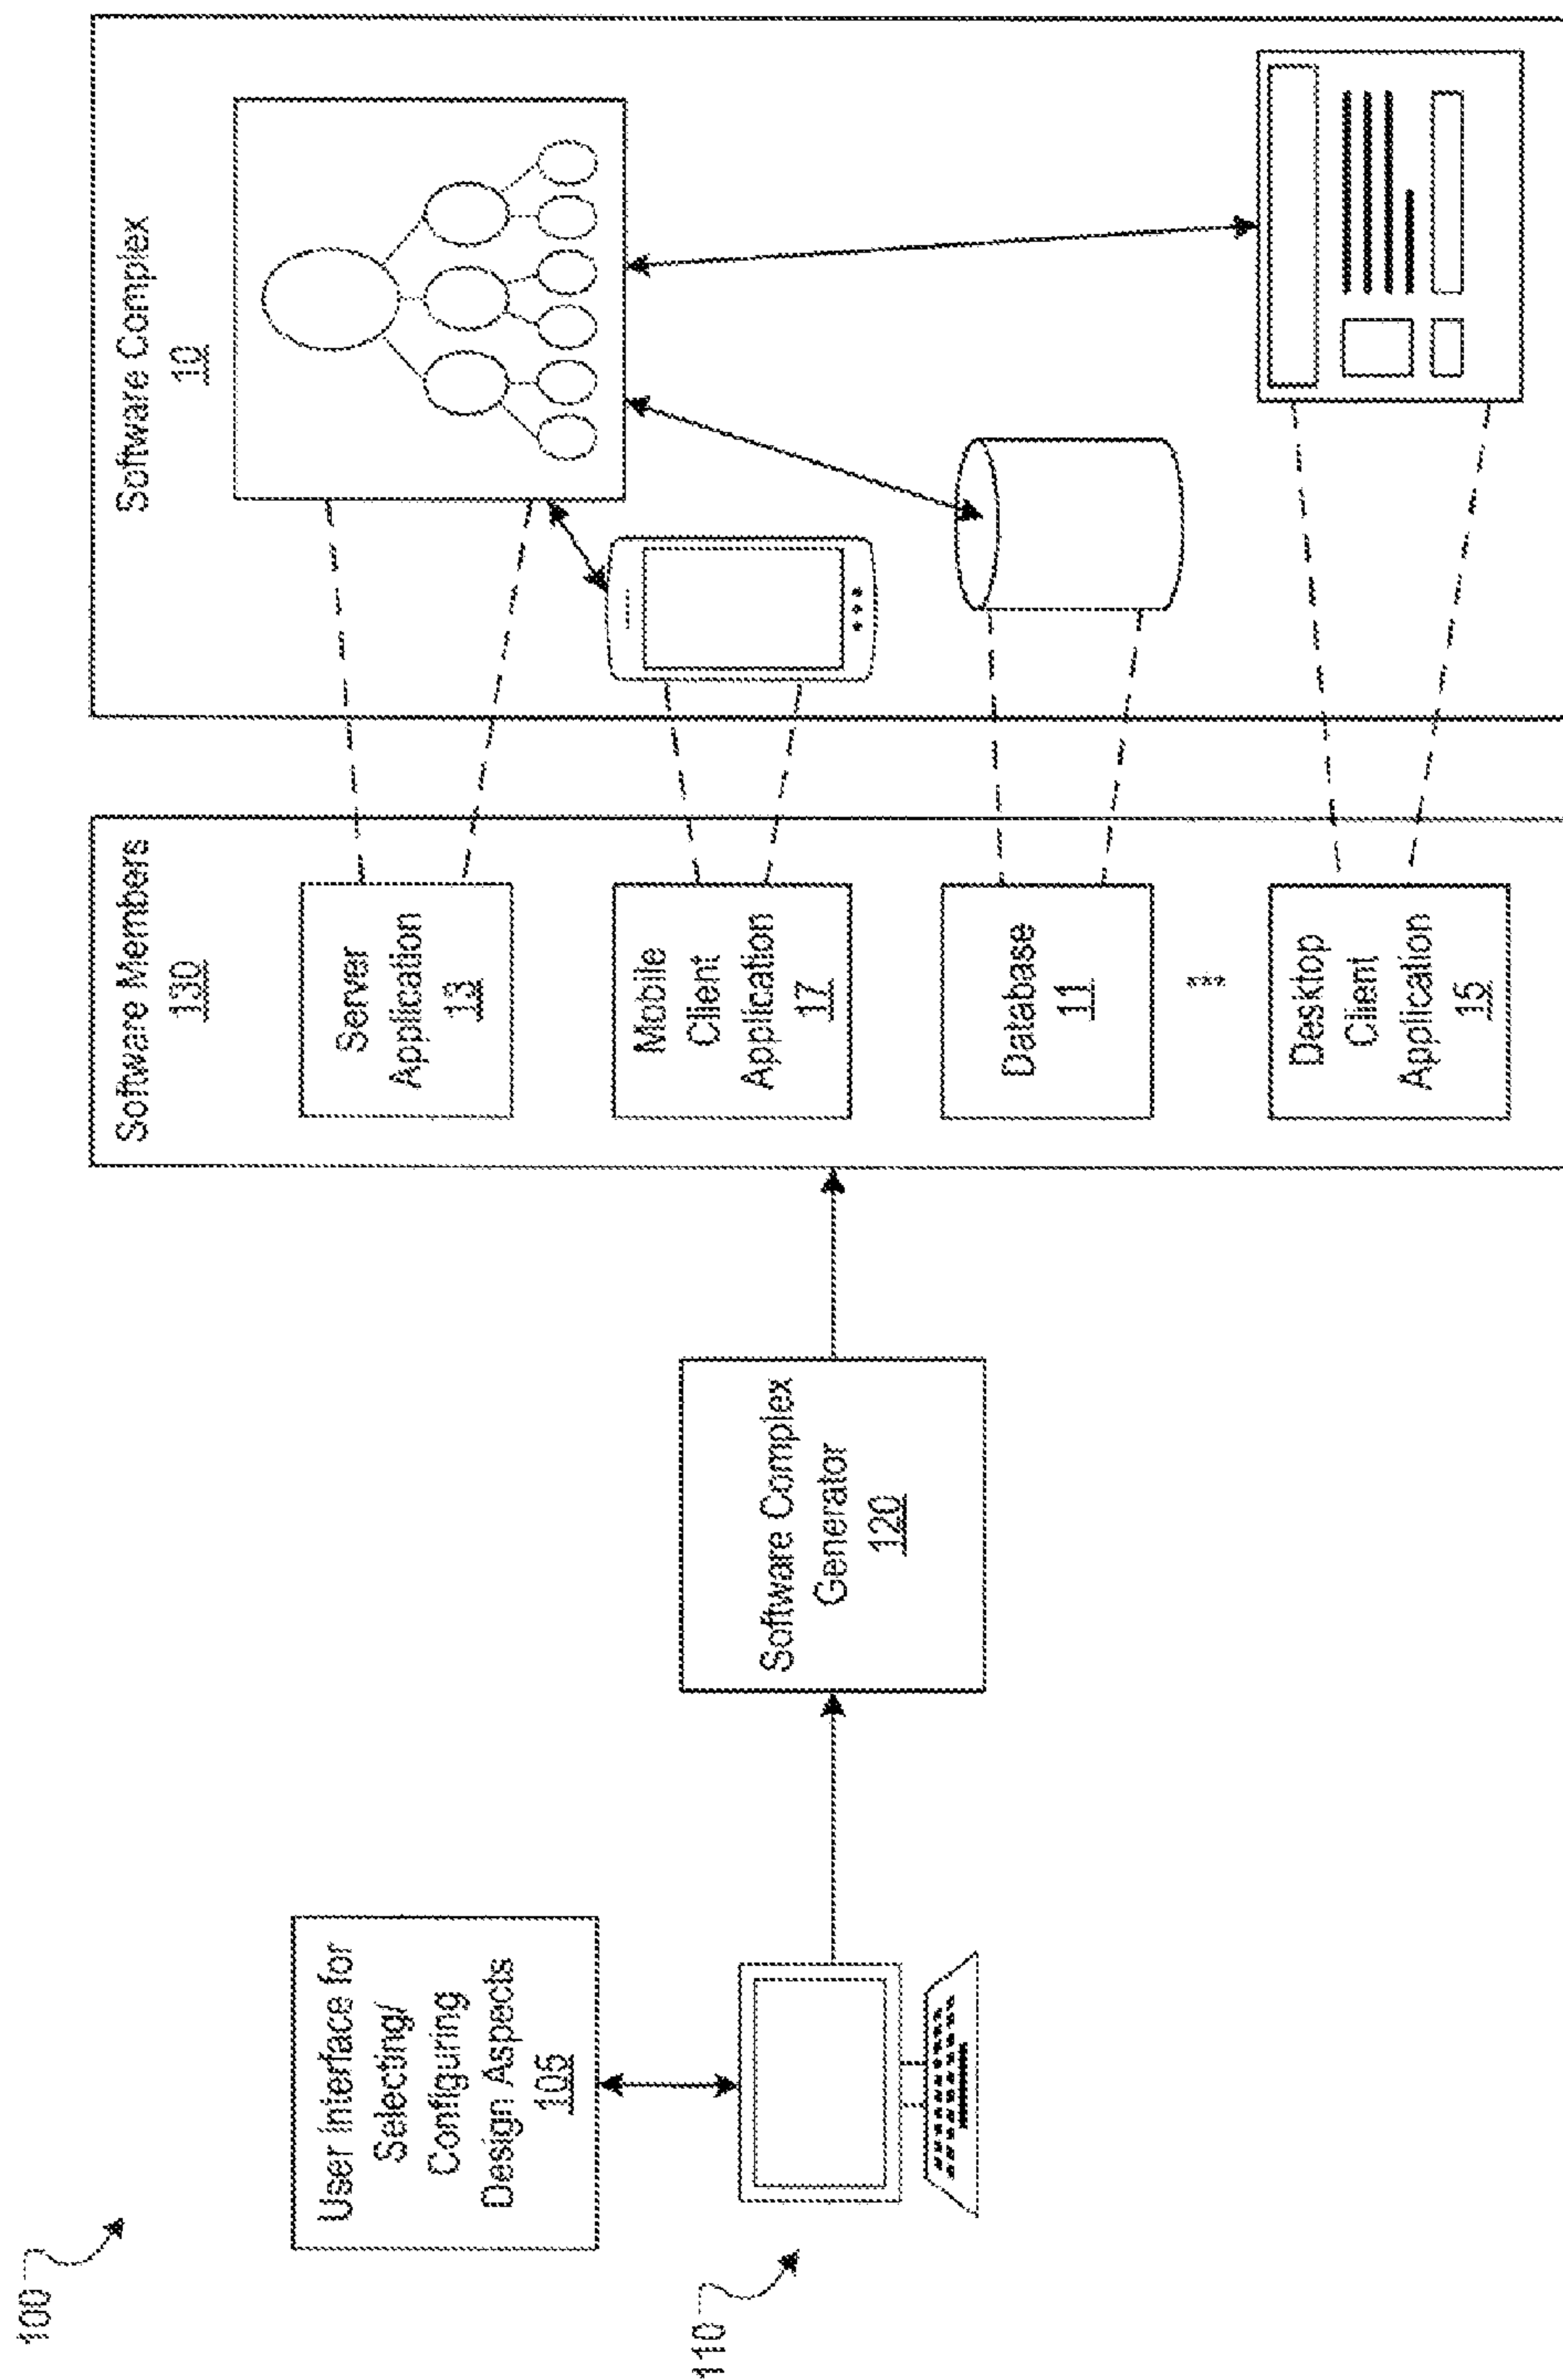 100
User Interface for
Selecting/
Configuring
Design Aspects
105
110
Software Complex
Generator
120
Software Members
130
Server
Application
13
Mobile
Client
Application
17
Database
11
Desktop
Client
Application
15
Software Complex
10